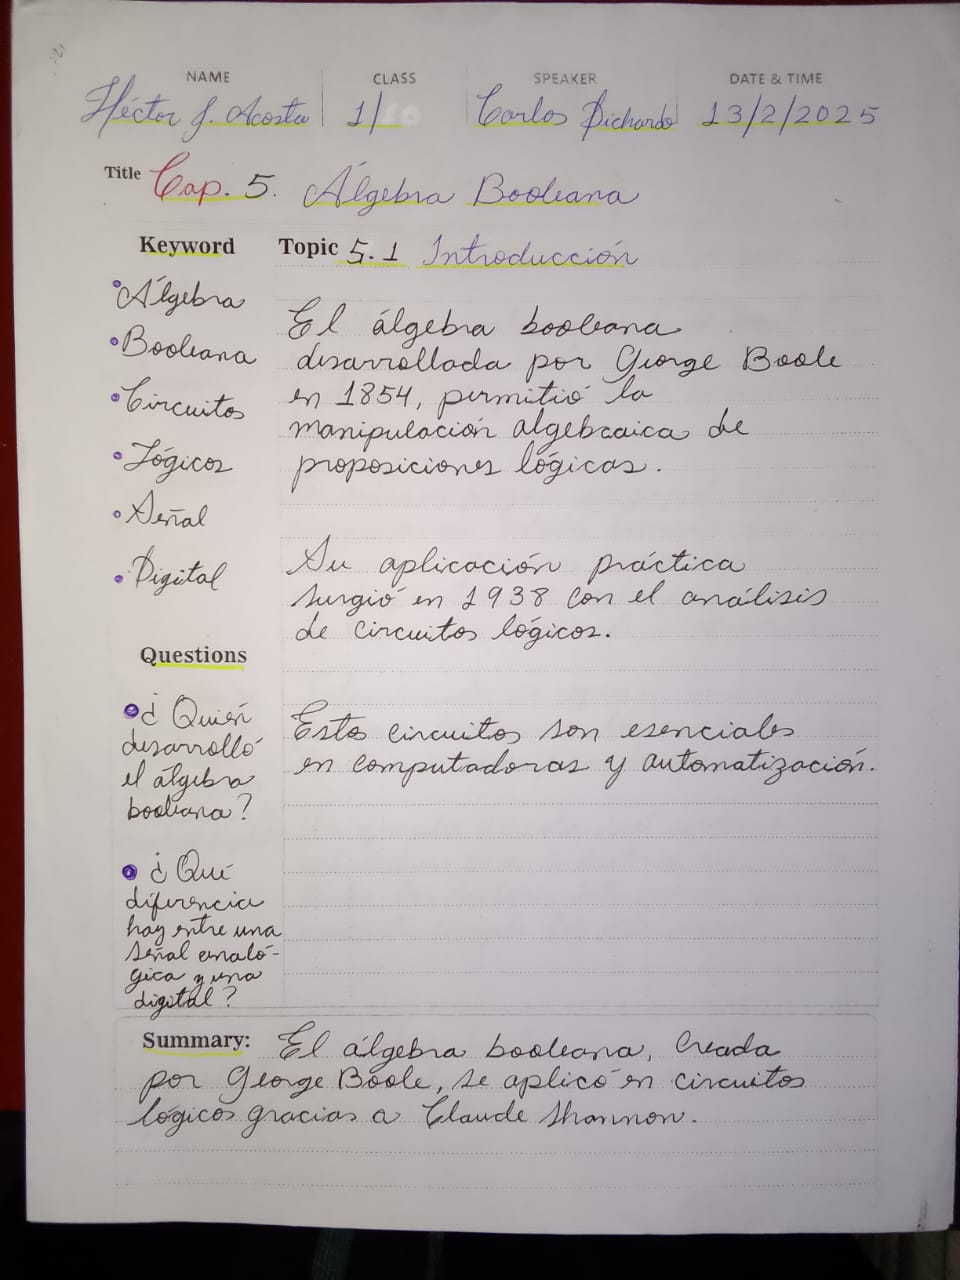 NAME CLASS SPEAKER DATE & TIME
Héctor J. Acosta 1/ Carlos Pichardo 13/2/2025
Title Cap. 5. Álgebra Booleana
Keyword Topic 5.1 Introducción
• Álgebra
• Booleana
• Circuitos
• Lógicos
• Señal
• Digital
El álgebra booleana
desarrollada por George Boole
en 1854, permitió la
manipulación algebraica de
proposiciones lógicas.
Su aplicación práctica
surgió en 1938 con el análisis
de circuitos lógicos.
Estos circuitos son esenciales
en computadoras y automatización.
Questions
• ¿Quién
desarrolló
el álgebra
booleana?
• ¿Qué
diferencia
hay entre una
señal analó-
gica y una
digital?
Summary: El álgebra booleana, creada
por George Boole, se aplicó en circuitos
lógicos gracias a Claude Shannon.